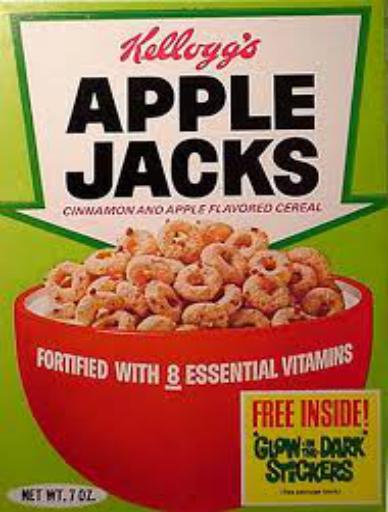 Kellogg's
APPLE
JACKS
CINNAMON AND APPLE FLAVORED CEREAL
FORTIFIED WITH 8 ESSENTIAL VITAMINS
FREE INSIDE!
GLOW-IN-THE-DARK
STICKERS
NET WT. 7 OZ.